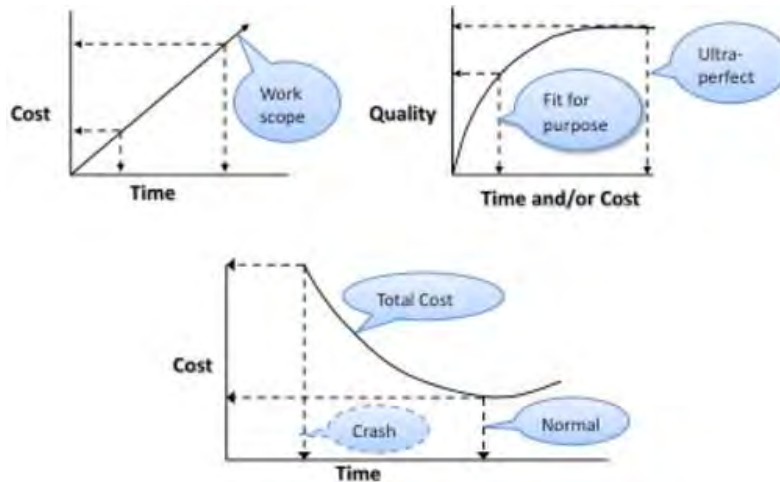 Cost
Work
scope
Time
Quality
Fit for
purpose
Ultra-
perfect
Time and/or Cost
Cost
Total Cost
Crash
Normal
Time